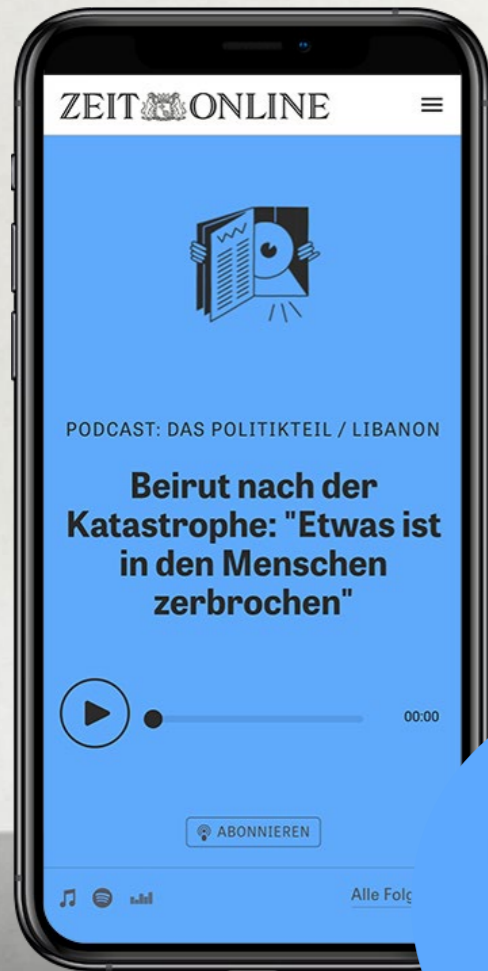 ZEIT ONLINE
PODCAST: DAS POLITIKTEIL / LIBANON
Beirut nach der
Katastrophe: "Etwas ist
in den Menschen
zerbrochen"
00:00
ABONNIEREN
Alle